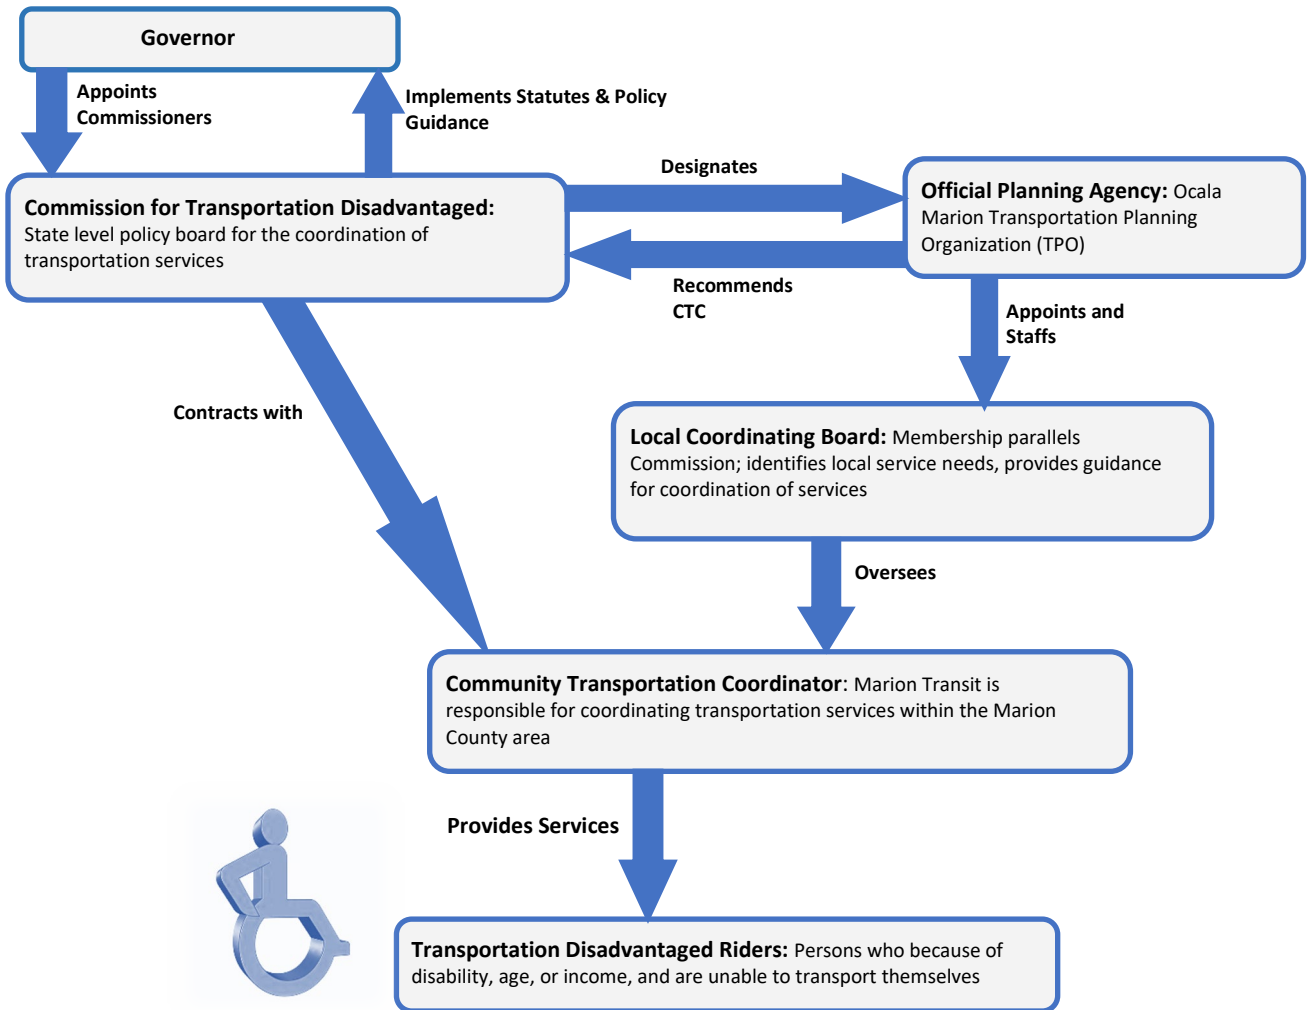 Governor
Appoints
Commissioners
Implements Statutes & Policy
Guidance
Commission for Transportation Disadvantaged:
State level policy board for the coordination of
transportation services
Designates
Official Planning Agency: Ocala
Marion Transportation Planning
Organization (TPO)
Recommends
CTC
Appoints and
Staffs
Contracts with
Local Coordinating Board: Membership parallels
Commission; identifies local service needs, provides guidance
for coordination of services
Oversees
Community Transportation Coordinator: Marion Transit is
responsible for coordinating transportation services within the Marion
County area
Provides Services
Transportation Disadvantaged Riders: Persons who because of
disability, age, or income, and are unable to transport themselves